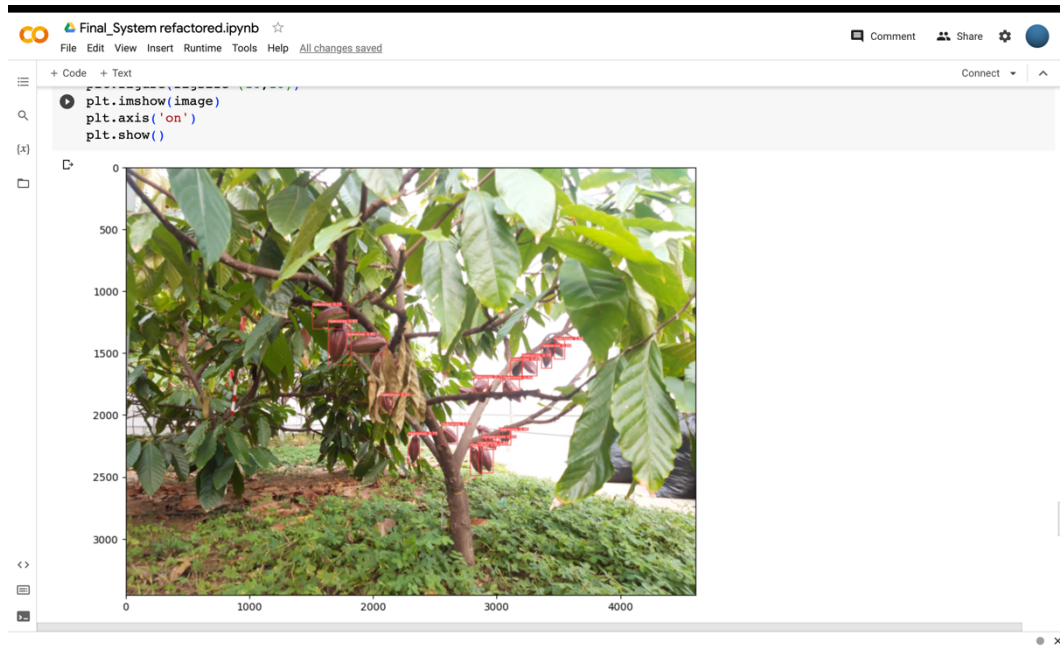 Final_System refactored.ipynb
File Edit View Insert Runtime Tools Help All changes saved
Comment
Share
+ Code + Text
Connect
plt.imshow(image)
plt.axis('on')
plt.show()
{x}
0
500
1000
1500
2000
2500
3000
0 1000 2000 3000 4000